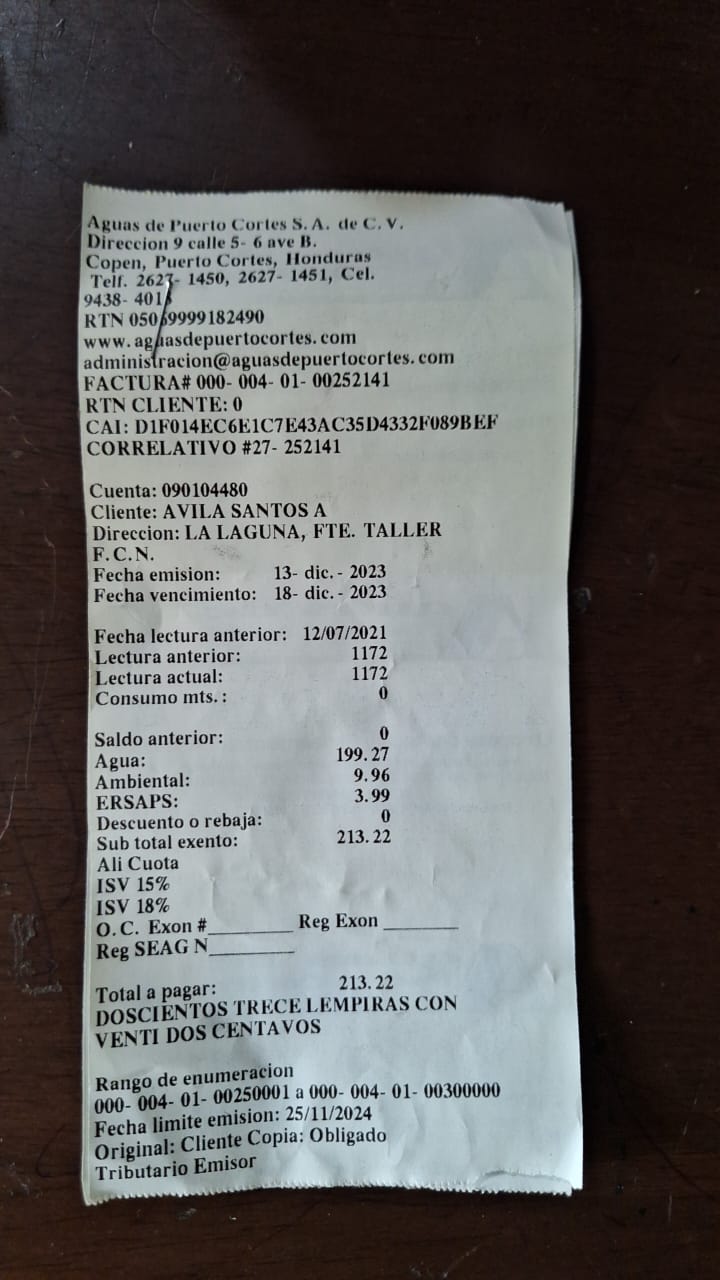 Aguas de Puerto Cortes S. A. de C. V.
Direccion 9 calle 5- 6 ave B.
Copen, Puerto Cortes, Honduras
Telf. 2627- 1450, 2627- 1451, Cel.
9438- 4013
RTN 05069999182490
www. aguasdepuertocortes. com
administracion@aguasdepuertocortes. com
FACTURA# 000- 004- 01- 00252141
RTN CLIENTE: 0
CAI: D1F014EC6E1C7E43AC35D4332F089BEF
CORRELATIVO #27- 252141
Cuenta: 090104480
Cliente: AVILA SANTOS A
Direccion: LA LAGUNA, FTE. TALLER
F. C. N.
Fecha emision: 13- dic. - 2023
Fecha vencimiento: 18- dic. - 2023
Fecha lectura anterior: 12/07/2021
Lectura anterior: 1172
Lectura actual: 1172
Consumo mts. : 0
Saldo anterior: 0
Agua: 199. 27
Ambiental: 9. 96
ERSAPS: 3. 99
Descuento o rebaja: 0
Sub total exento: 213. 22
Ali Cuota
ISV 15%
ISV 18%
O. C. Exon #_________ Reg Exon ________
Reg SEAG N_________
Total a pagar: 213. 22
DOSCIENTOS TRECE LEMPIRAS CON
VENTI DOS CENTAVOS
Rango de enumeracion
000- 004- 01- 00250001 a 000- 004- 01- 00300000
Fecha limite emision: 25/11/2024
Original: Cliente Copia: Obligado
Tributario Emisor